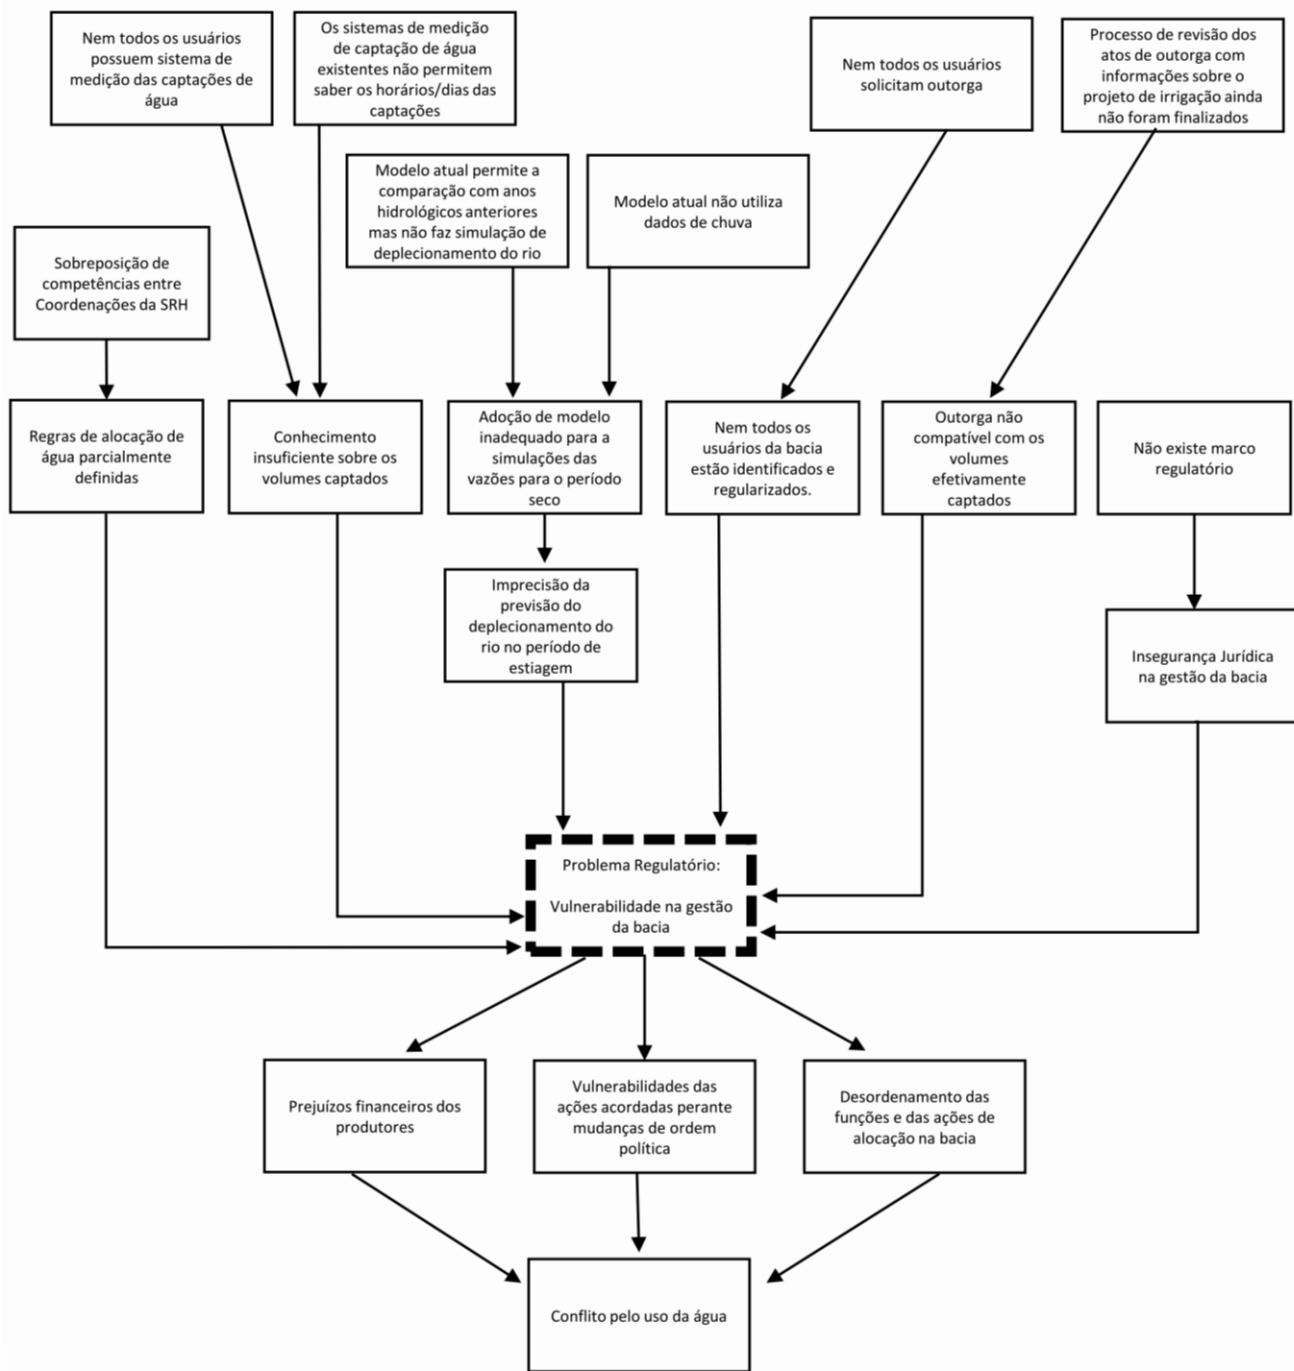 Nem todos os usuários
possuem sistema de
medição das captações de
água
Os sistemas de medição
de captação de água
existentes não permitem
saber os horários/dias das
captações
Nem todos os usuários
solicitam outorga
Processo de revisão dos
atos de outorga com
informações sobre o
projeto de irrigação ainda
não foram finalizados
Modelo atual permite a
comparação com anos
hidrológicos anteriores
mas não faz simulação de
deplecionamento do rio
Modelo atual não utiliza
dados de chuva
Sobreposição de
competências entre
Coordenações da SRH
Regras de alocação de
água parcialmente
definidas
Conhecimento
insuficiente sobre os
volumes captados
Adoção de modelo
inadequado para a
simulações das
vazões para o período
seco
Nem todos os
usuários da bacia
estão identificados e
regularizados.
Outorga não
compatível com os
volumes
efetivamente
captados
Não existe marco
regulatório
Imprecisão da
previsão do
deplecionamento do
rio no período de
estiagem
Insegurança Jurídica
na gestão da bacia
Problema Regulatório:
Vulnerabilidade na gestão
da bacia
Prejuízos financeiros dos
produtores
Vulnerabilidades das
ações acordadas perante
mudanças de ordem
política
Desordenamento das
funções e das ações de
alocação na bacia
Conflito pelo uso da água